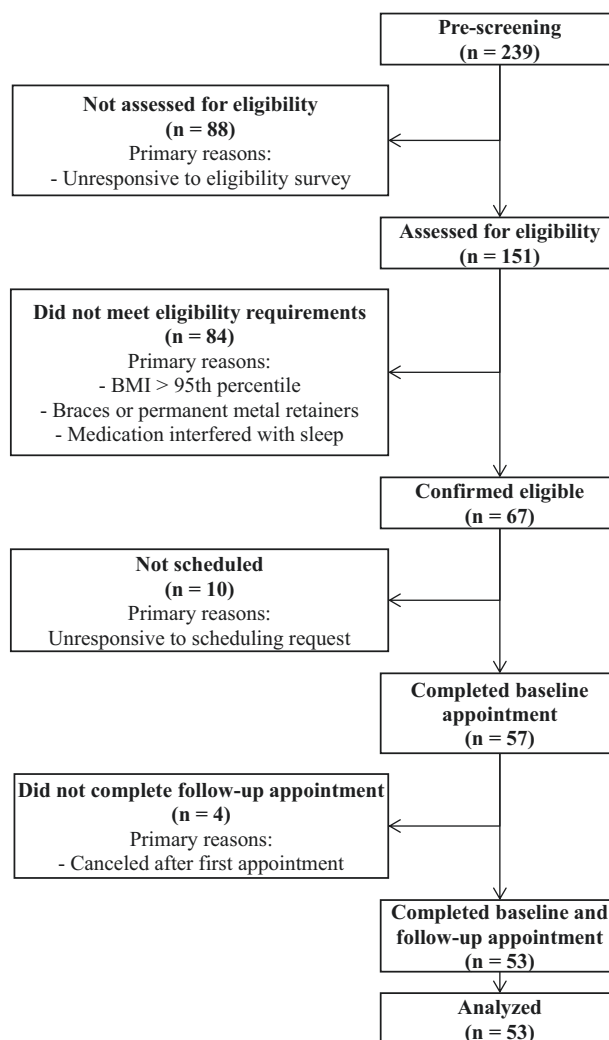 Pre-screening
(n = 239)
Not assessed for eligibility
(n = 88)
Primary reasons:
- Unresponsive to eligibility survey
Assessed for eligibility
(n = 151)
Did not meet eligibility requirements
(n = 84)
Primary reasons:
- BMI > 95th percentile
- Braces or permanent metal retainers
- Medication interfered with sleep
Confirmed eligible
(n = 67)
Not scheduled
(n = 10)
Primary reasons:
Unresponsive to scheduling request
Completed baseline
appointment
(n = 57)
Did not complete follow-up appointment
(n = 4)
Primary reasons:
- Canceled after first appointment
Completed baseline and
follow-up appointment
(n = 53)
Analyzed
(n = 53)